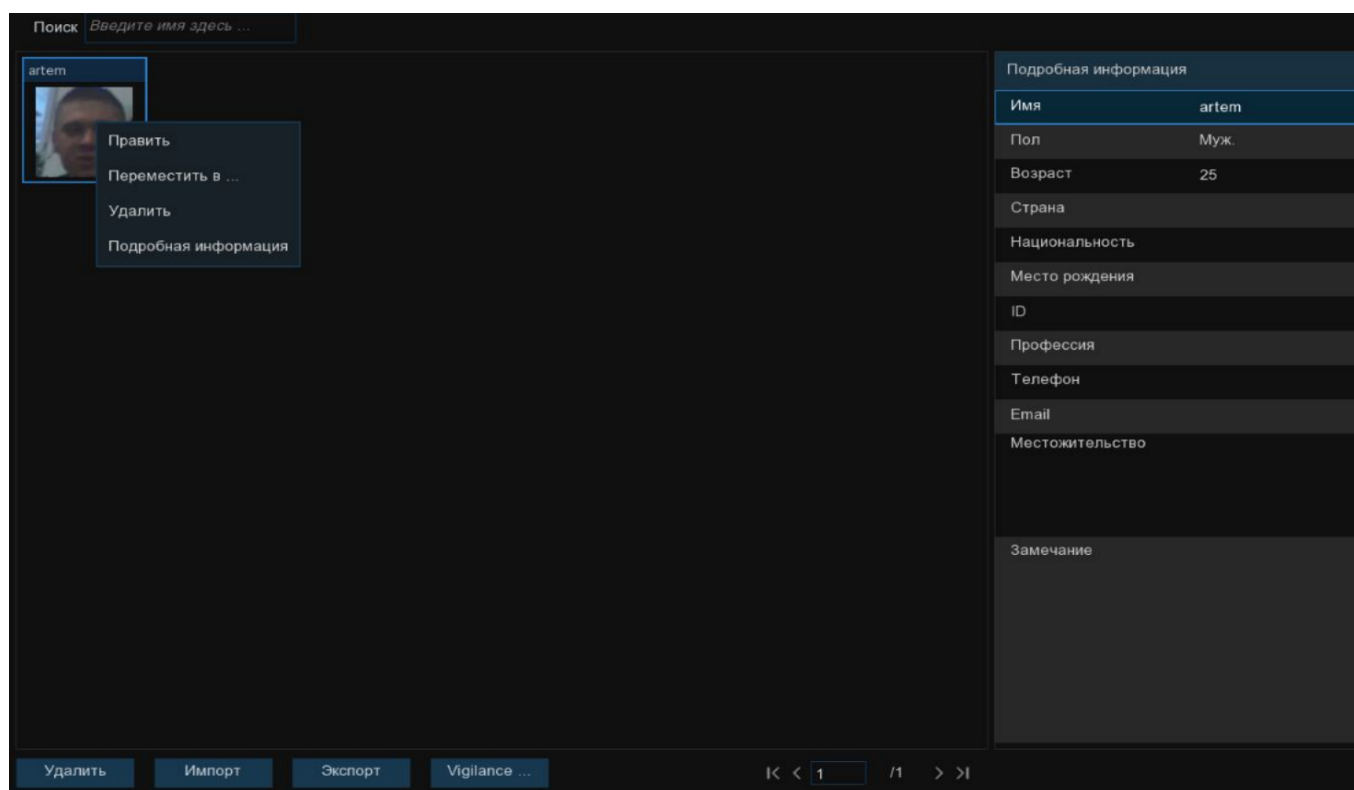 Поиск Введите имя здесь ...
artem
Править
Переместить в ...
Удалить
Подробная информация
Подробная информация
Имя artem
Пол Муж.
Возраст 25
Страна
Национальность
Место рождения
ID
Профессия
Телефон
Email
Местожительство
Замечание
Удалить Импорт Экспорт Vigilance ... 1 /1